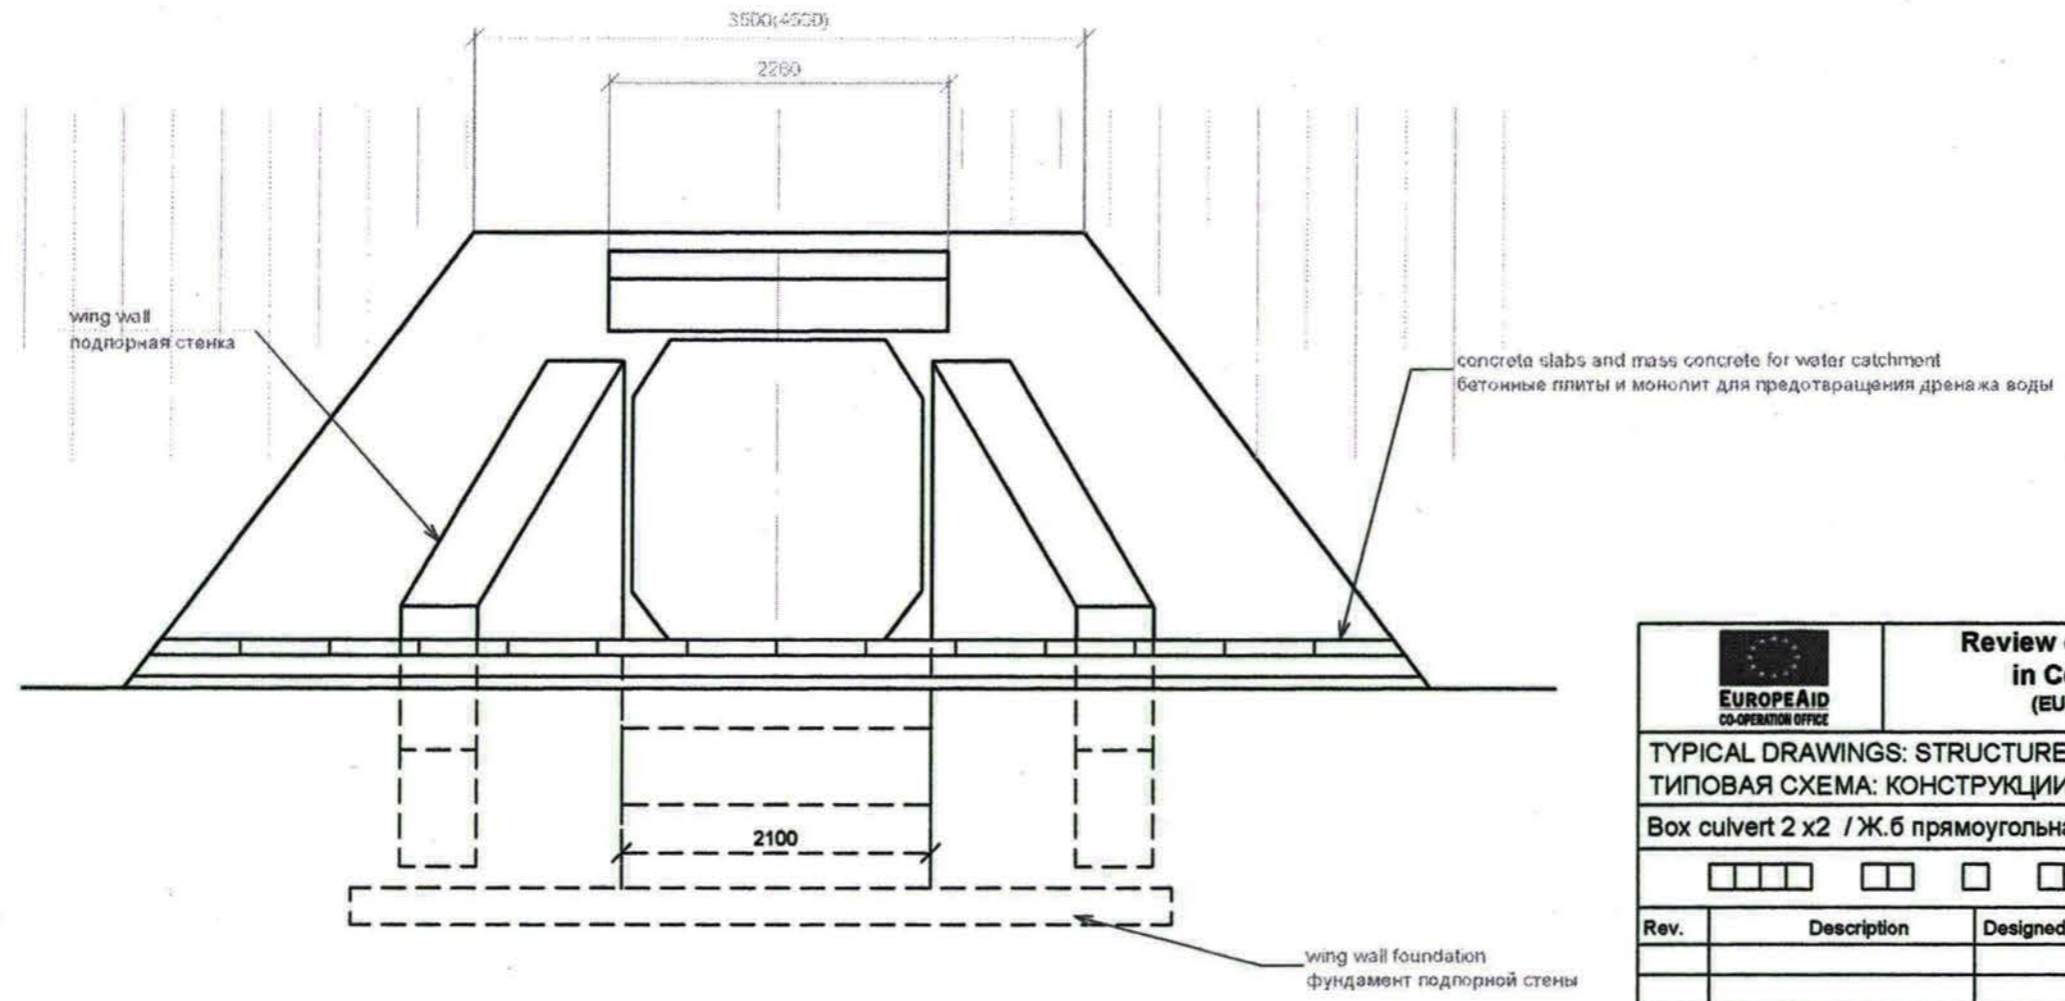 3500(4500)
2260
wing wall
подпорная стенка
concrete slabs and mass concrete for water catchment
бетонные плиты и монолит для предотвращения дренажа воды
2100
wing wall foundation
фундамент подпорной стены
EUROPEAID
CO-OPERATION OFFICE
Review
in
(EU
TYPICAL DRAWINGS: STRUCTURE
ТИПОВАЯ СХЕМА: КОНСТРУКЦИИ
Box culvert 2 x2 / Ж.б прямоугольна
Rev. Description Designed